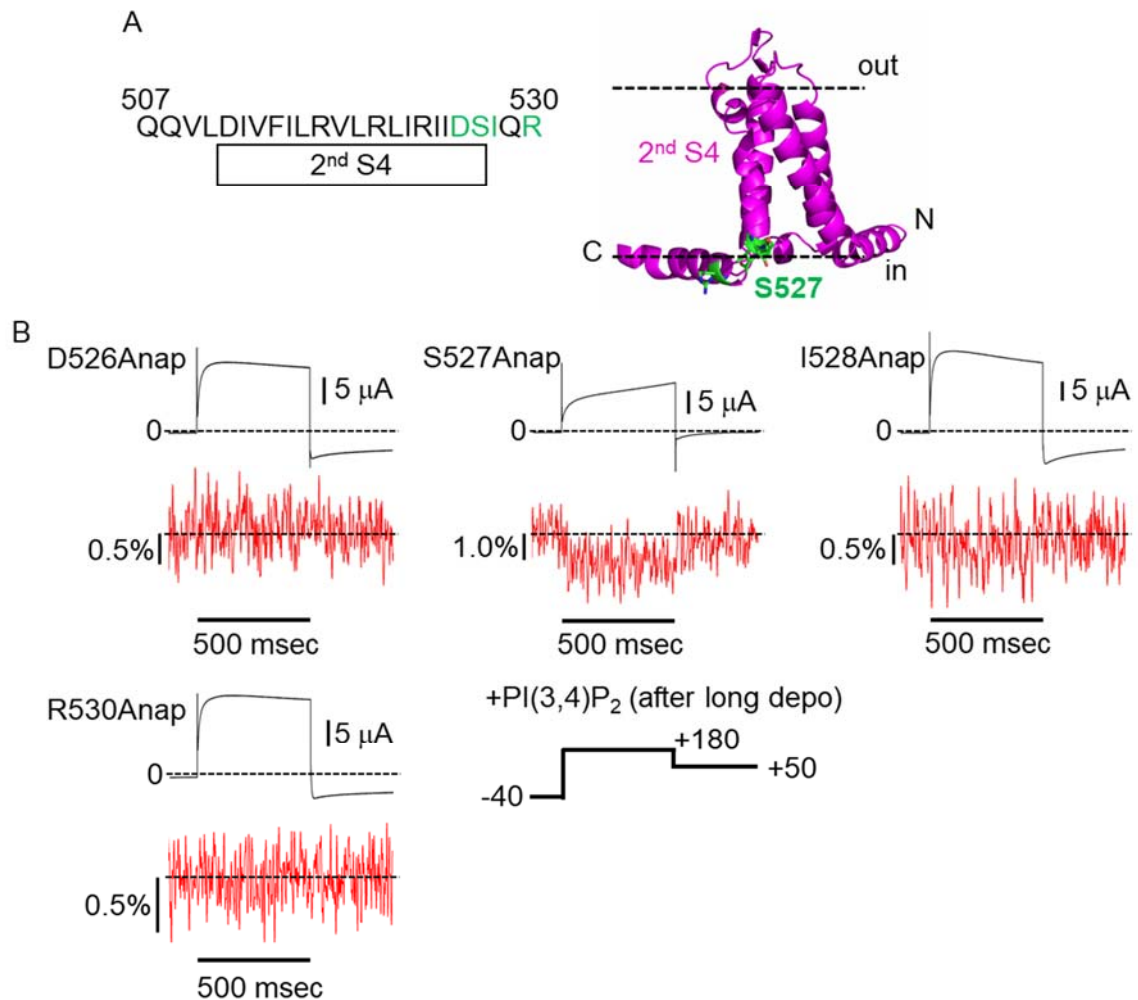 A
507 530
QQVLDIVFILRVLRLIRIIDSIQR
2nd S4
out
2nd S4
N
C
in
S527
B
D526Anap
5 μA
0
0.5%
500 msec
S527Anap
5 μA
0
1.0%
500 msec
I528Anap
5 μA
0
0.5%
500 msec
R530Anap
5 μA
0
0.5%
500 msec
+PI(3,4)P2 (after long depo)
+180
+50
-40